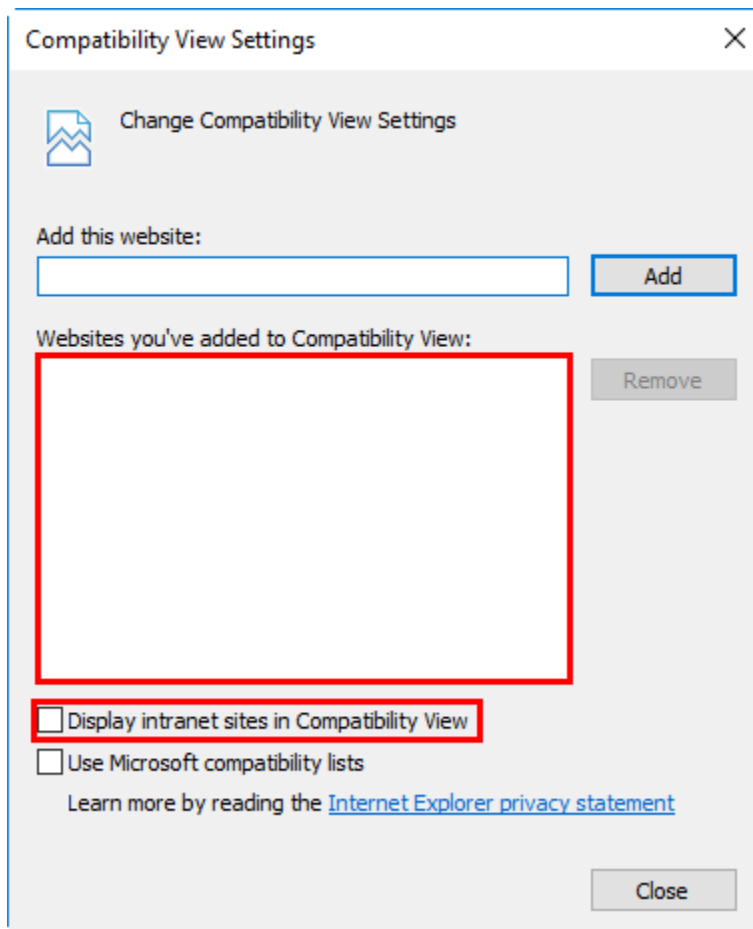 Compatibility View Settings
Change Compatibility View Settings
Add this website:
Add
Websites you've added to Compatibility View:
Remove
Display intranet sites in Compatibility View
Use Microsoft compatibility lists
Learn more by reading the Internet Explorer privacy statement
Close